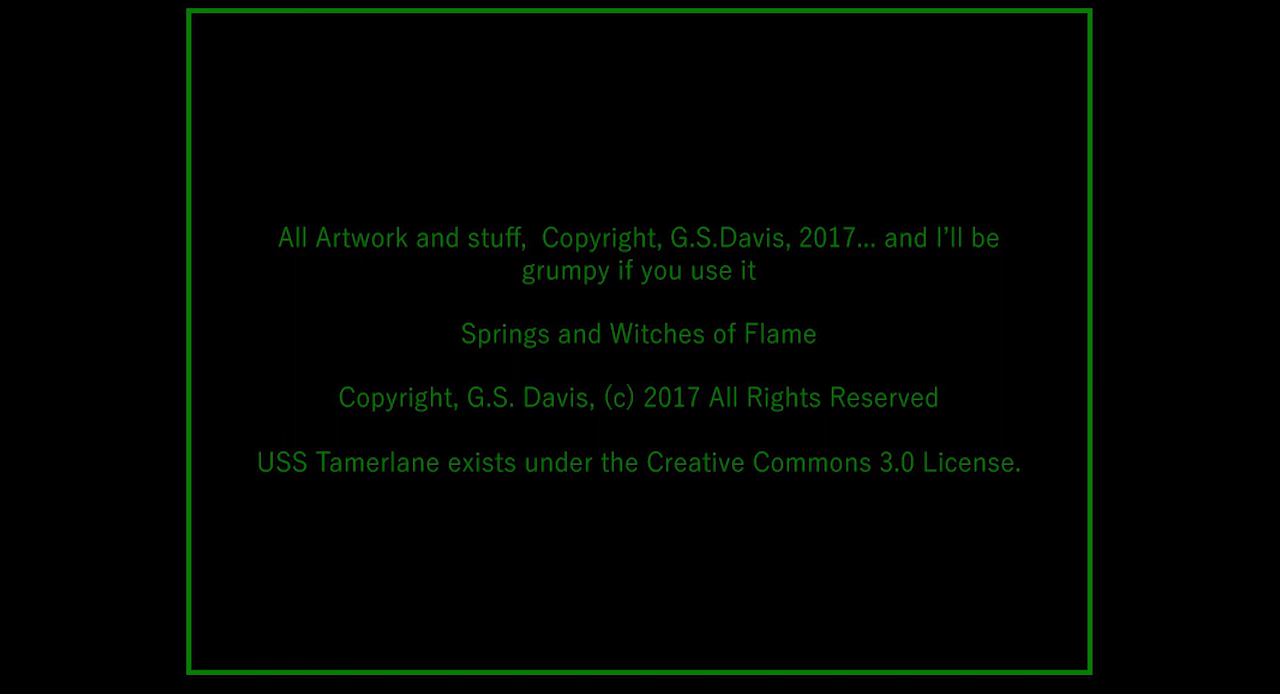 All Artwork and stuff,  Copyright, G.S.Davis, 2017... and I’ll be
grumpy if you use it
Springs and Witches of Flame
Copyright, G.S. Davis, (c) 2017 All Rights Reserved
USS Tamerlane exists under the Creative Commons 3.0 License.